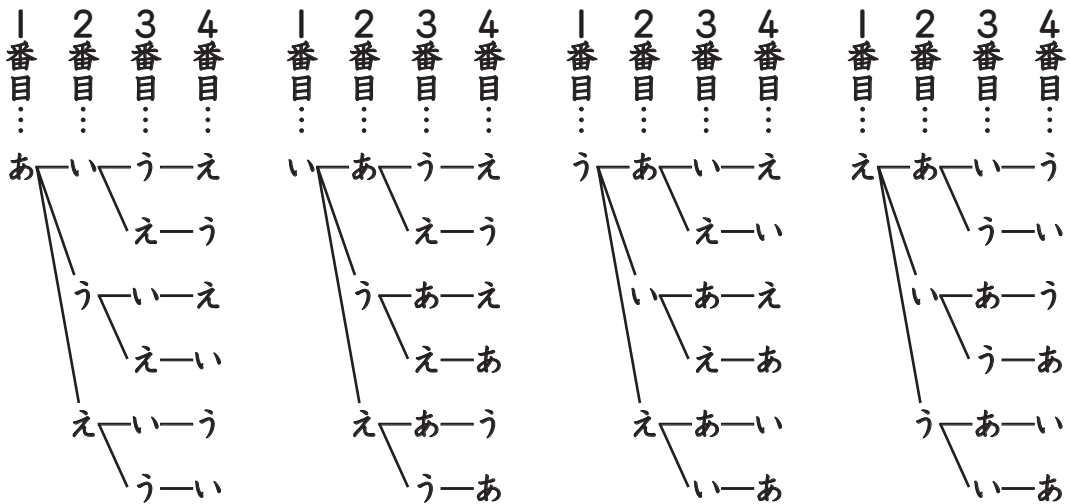 1番目… 2番目… 3番目… 4番目… 1番目… 2番目… 3番目… 4番目… 1番目… 2番目… 3番目… 4番目… 1番目… 2番目… 3番目… 4番目…
あ い う え い あ う え う あ い え え あ い う
え う え う え い う い
う い え う あ え い あ え い あ う
え い え あ え あ う あ
え い う え あ う え あ い う あ い
う い う あ い あ い あ